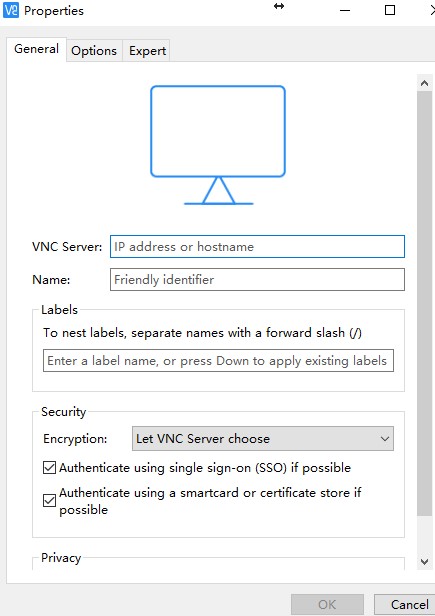 Properties
General Options Expert
VNC Server: IP address or hostname
Name: Friendly identifier
Labels
To nest labels, separate names with a forward slash (/)
Enter a label name, or press Down to apply existing labels
Security
Encryption: Let VNC Server choose
Authenticate using single sign-on (SSO) if possible
Authenticate using a smartcard or certificate store if
possible
Privacy
OK Cancel